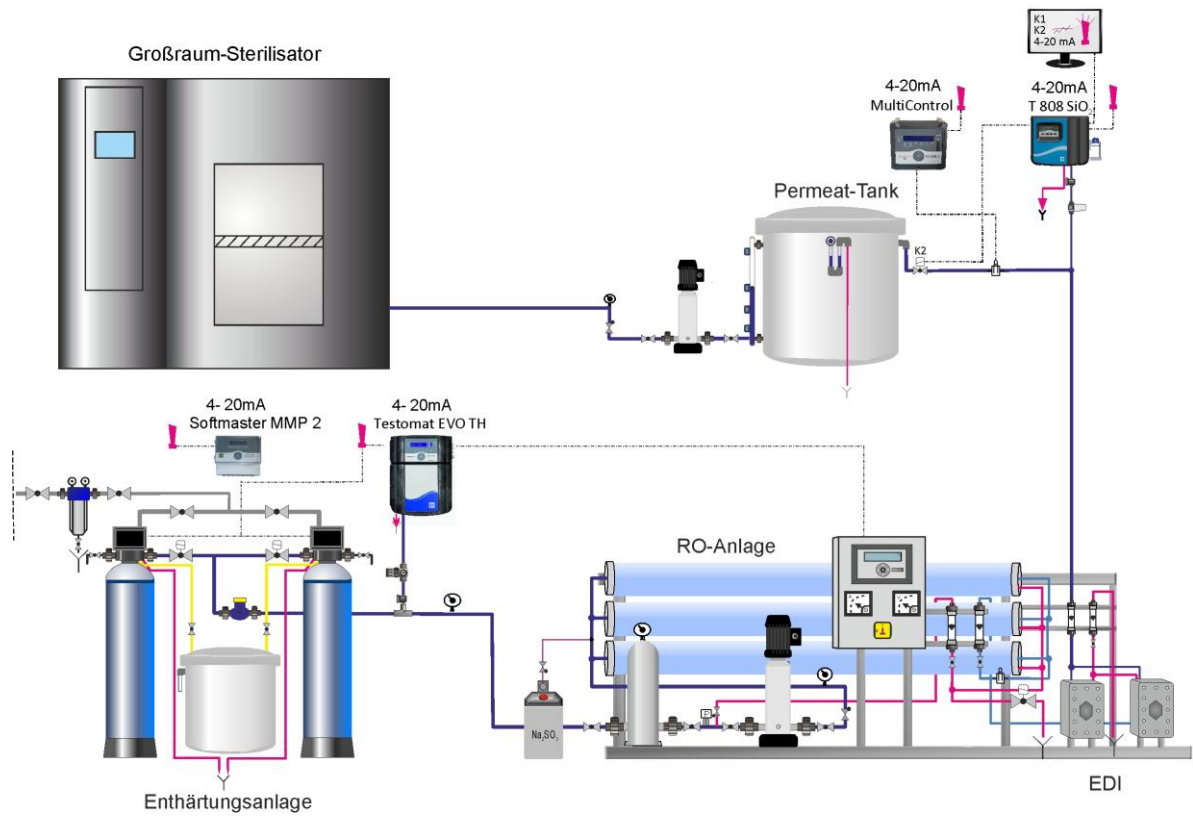 Großraum-Sterilisator
K1
K2
4-20 mA
4-20mA
MultiControl
4-20mA
T 808 SiO₂
Permeat-Tank
K2
Y
4- 20mA
Softmaster MMP 2
4- 20mA
Testomat EVO TH
RO-Anlage
P
Na₂SO₃
EDI
Enthärtungsanlage